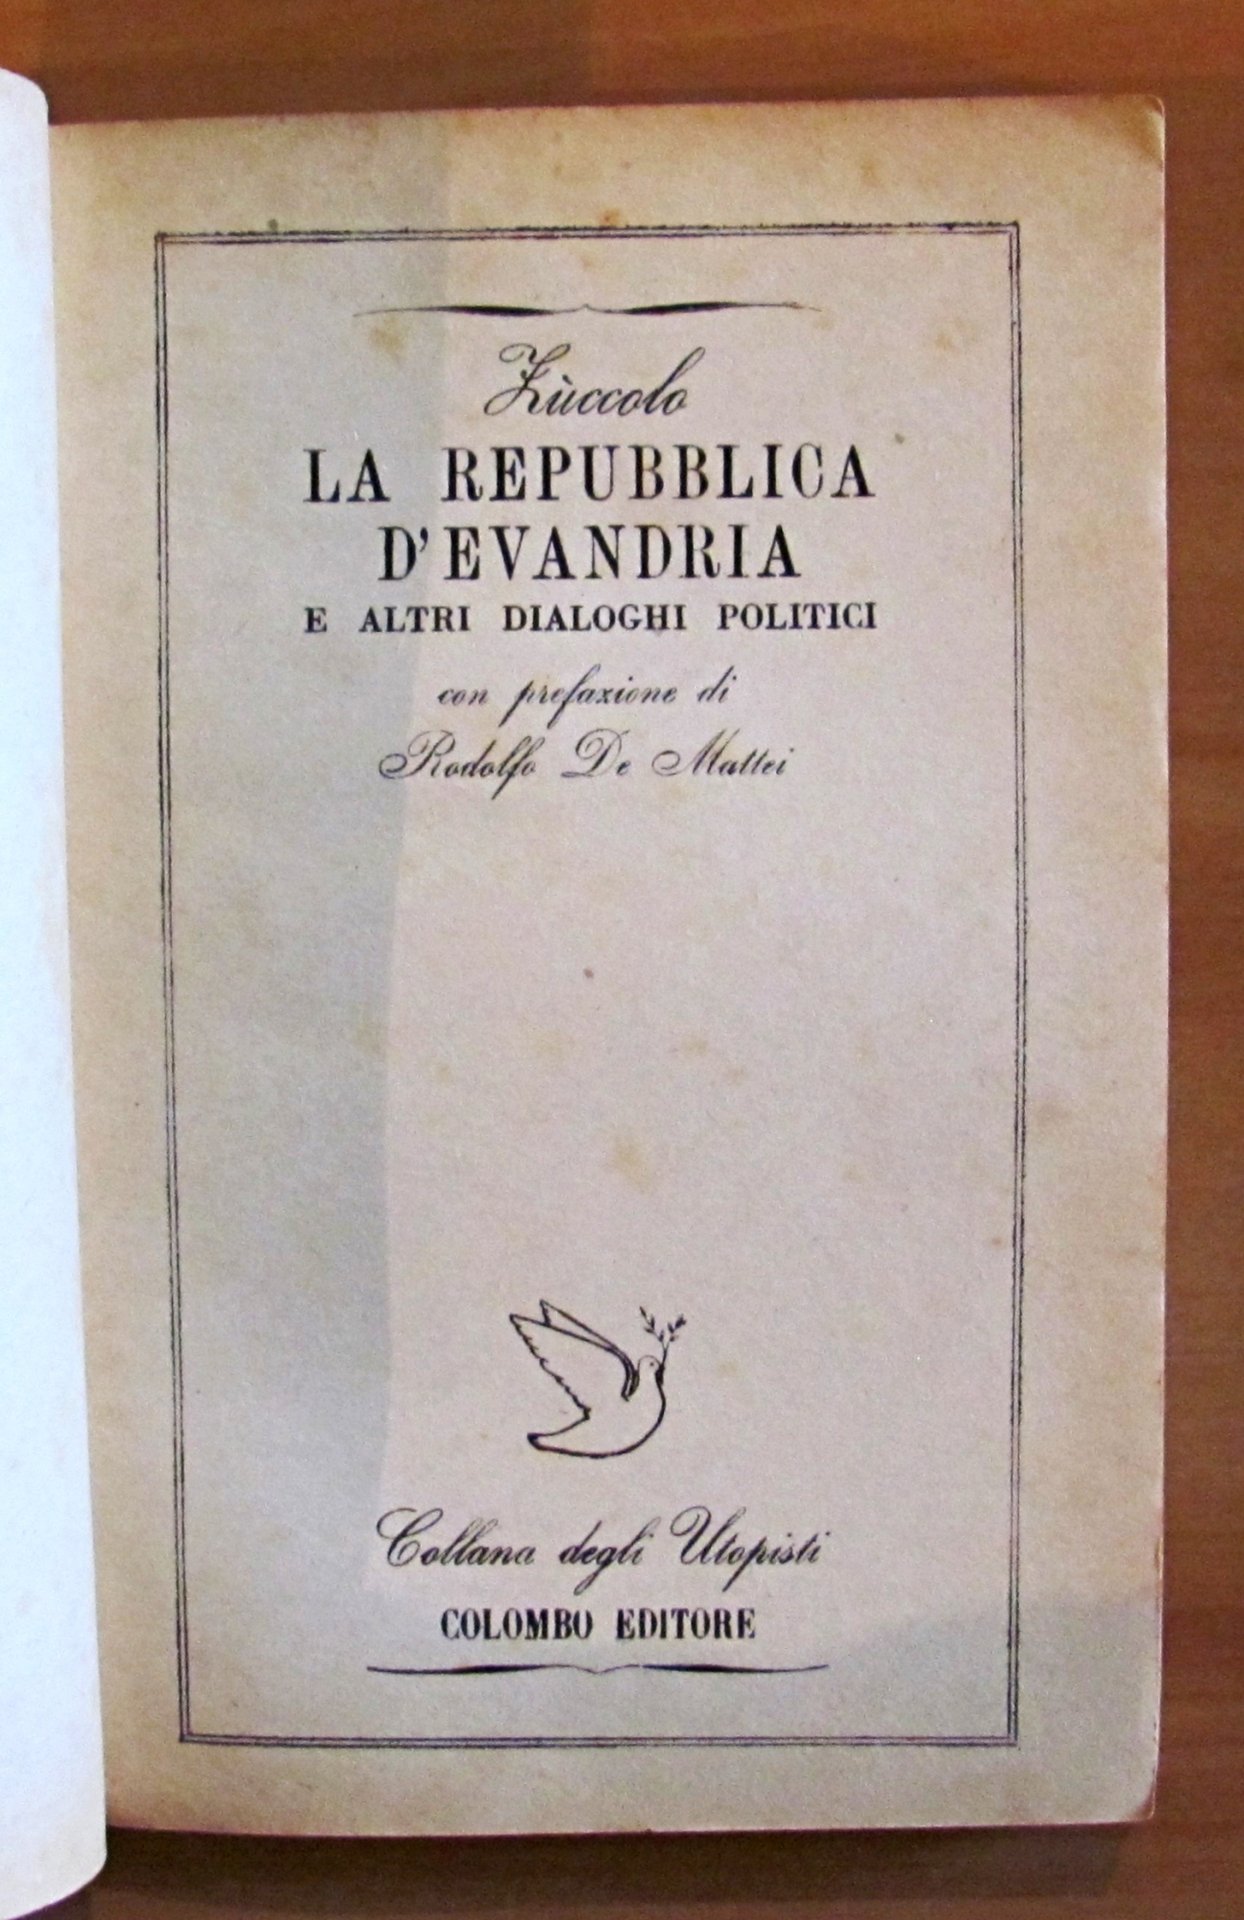 Zùccolo
LA REPUBBLICA
D'EVANDRIA
E ALTRI DIALOGHI POLITICI
con prefazione di
Rodolfo De Mattei
Collana degli Utopisti
COLOMBO EDITORE